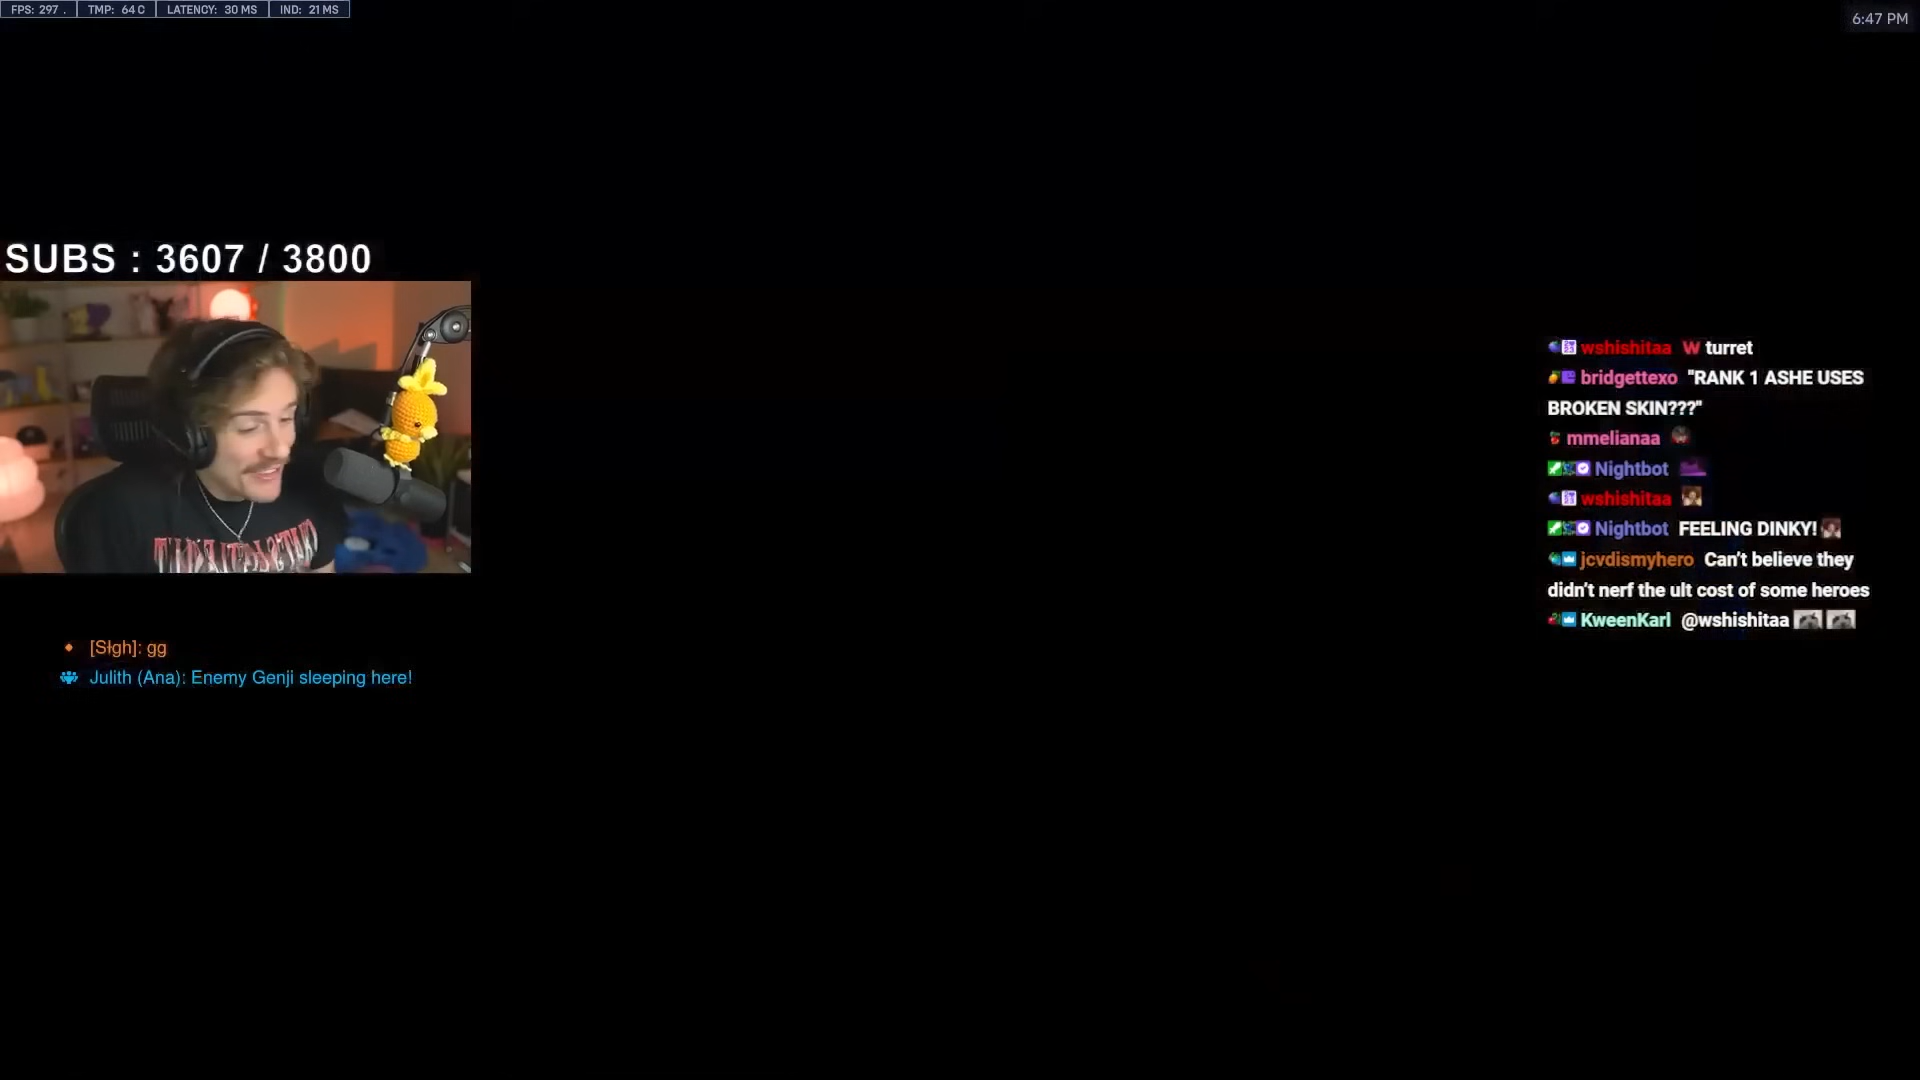 FPS: 297 . TMP: 64 C LATENCY: 30 MS IND: 21 MS
6:47 PM
SUBS : 3607 / 3800
[Słgh]: gg
Julith (Ana): Enemy Genji sleeping here!
wshishitaa W turret
bridgettexo "RANK 1 ASHE USES
BROKEN SKIN???"
mmelianaa
Nightbot
wshishitaa
Nightbot FEELING DINKY!
jcvdismyhero Can't believe they
didn't nerf the ult cost of some heroes
KweenKarl @wshishitaa